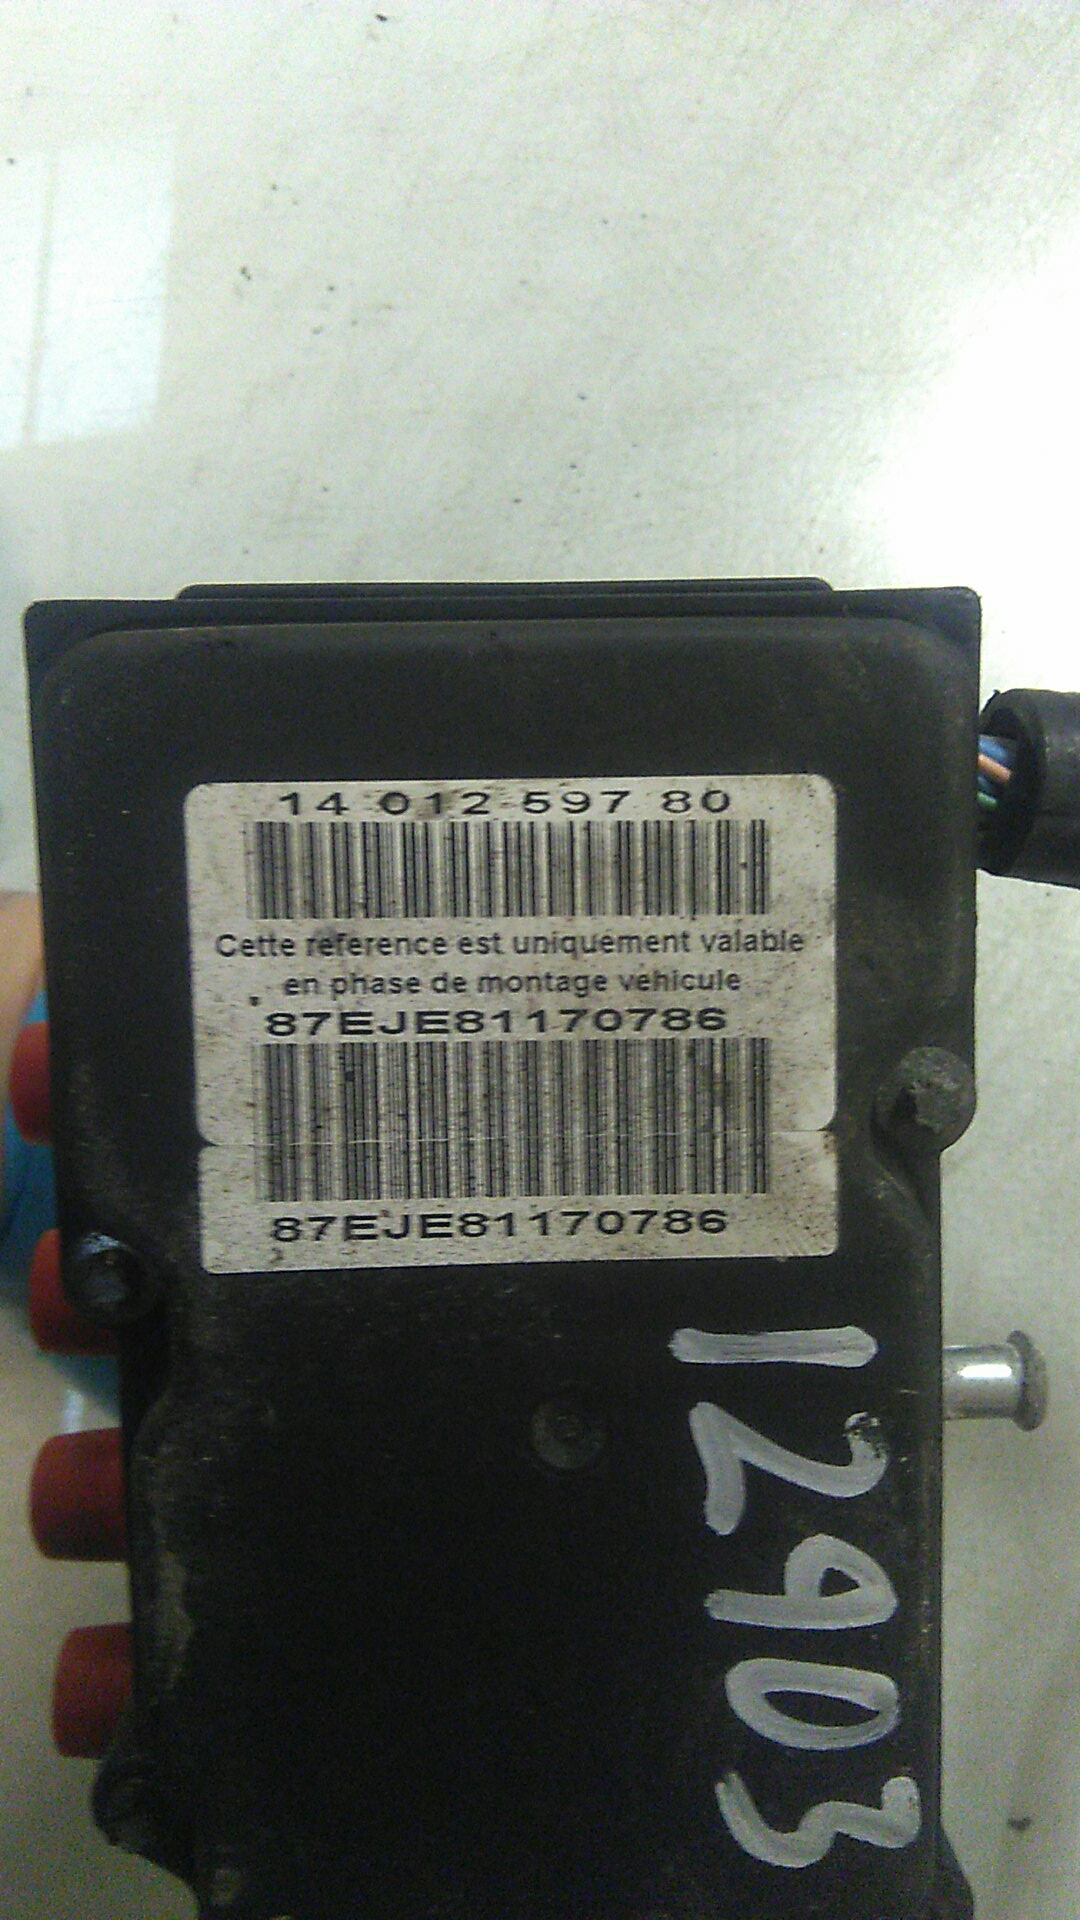 14 012 597 80
Cette reference est uniquement valable
en phase de montage vehicule
87EJE81170786
87EJE81170786
12903